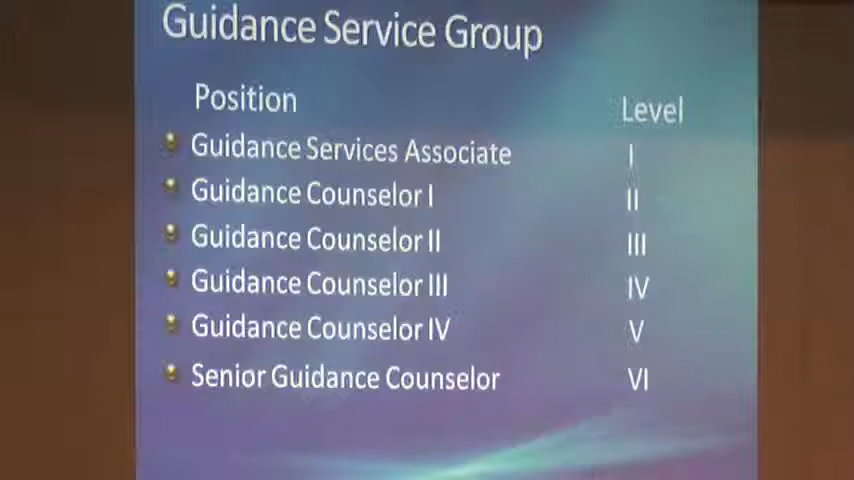 Guidance Service Group
Position Level
Guidance Services Associate I
Guidance Counselor I II
Guidance Counselor II III
Guidance Counselor III IV
Guidance Counselor IV V
Senior Guidance Counselor VI